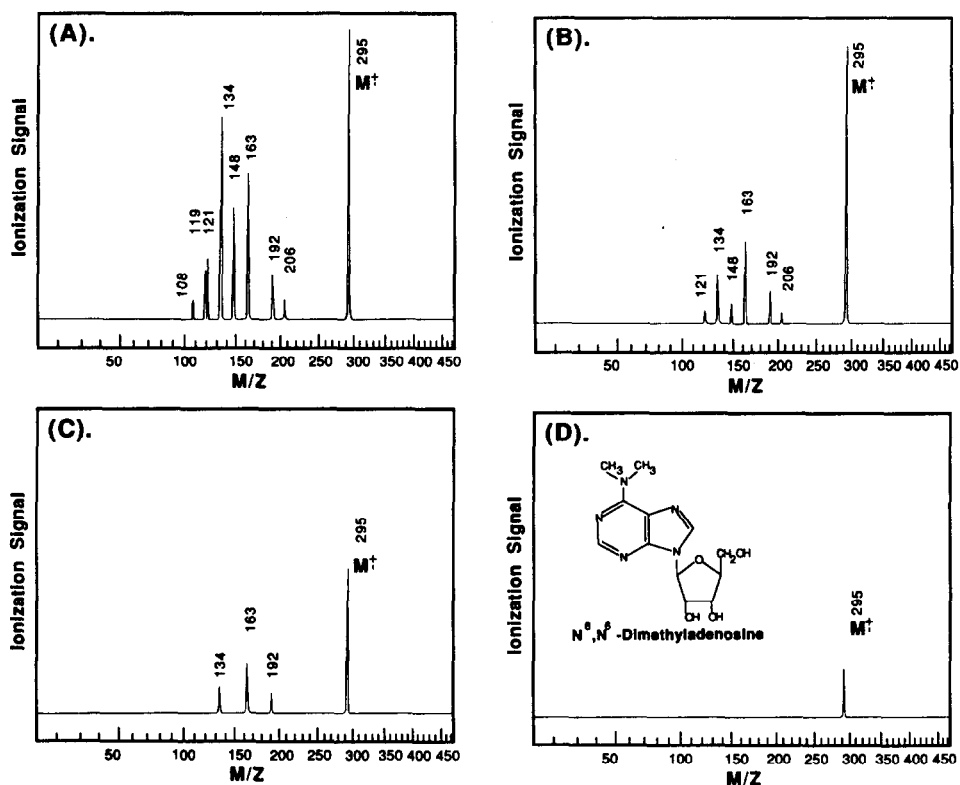 (A).
Ionization Signal
108
119
121
134
148
163
192
206
295
M+·
50 100 150 200 250 300 350 400 450
M/Z
(B).
Ionization Signal
121
134
148
163
192
206
295
M+·
50 100 150 200 250 300 350 400 450
M/Z
(C).
Ionization Signal
134
163
192
295
M+·
50 100 150 200 250 300 350 400 450
M/Z
(D).
Ionization Signal
CH3 CH3
N
N N
N N
O CH2OH
OH OH
N6,N6-Dimethyladenosine
295
M+·
50 100 150 200 250 300 350 400 450
M/Z